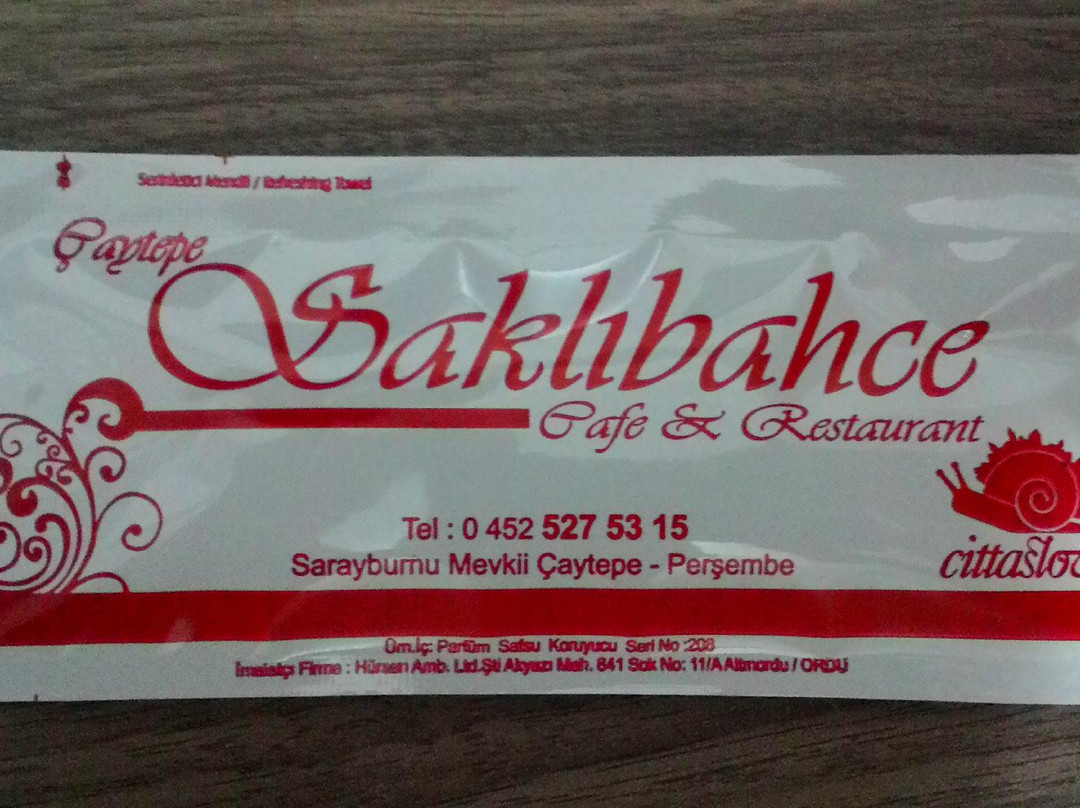 Serinletici Mendil / Refreshing Towel
Çaytepe
Saklıbahce
Cafe & Restaurant
Tel : 0 452 527 53 15
Sarayburnu Mevkii Çaytepe - Perşembe
cittaslow
Üm.İç: Parfüm Safsu Koruyucu Seri No :208
İmalatçı Firma : Hürsan Amb. Ltd.Şti Akyazı Mah. 841 Sok No: 11/A Altınordu / ORDU